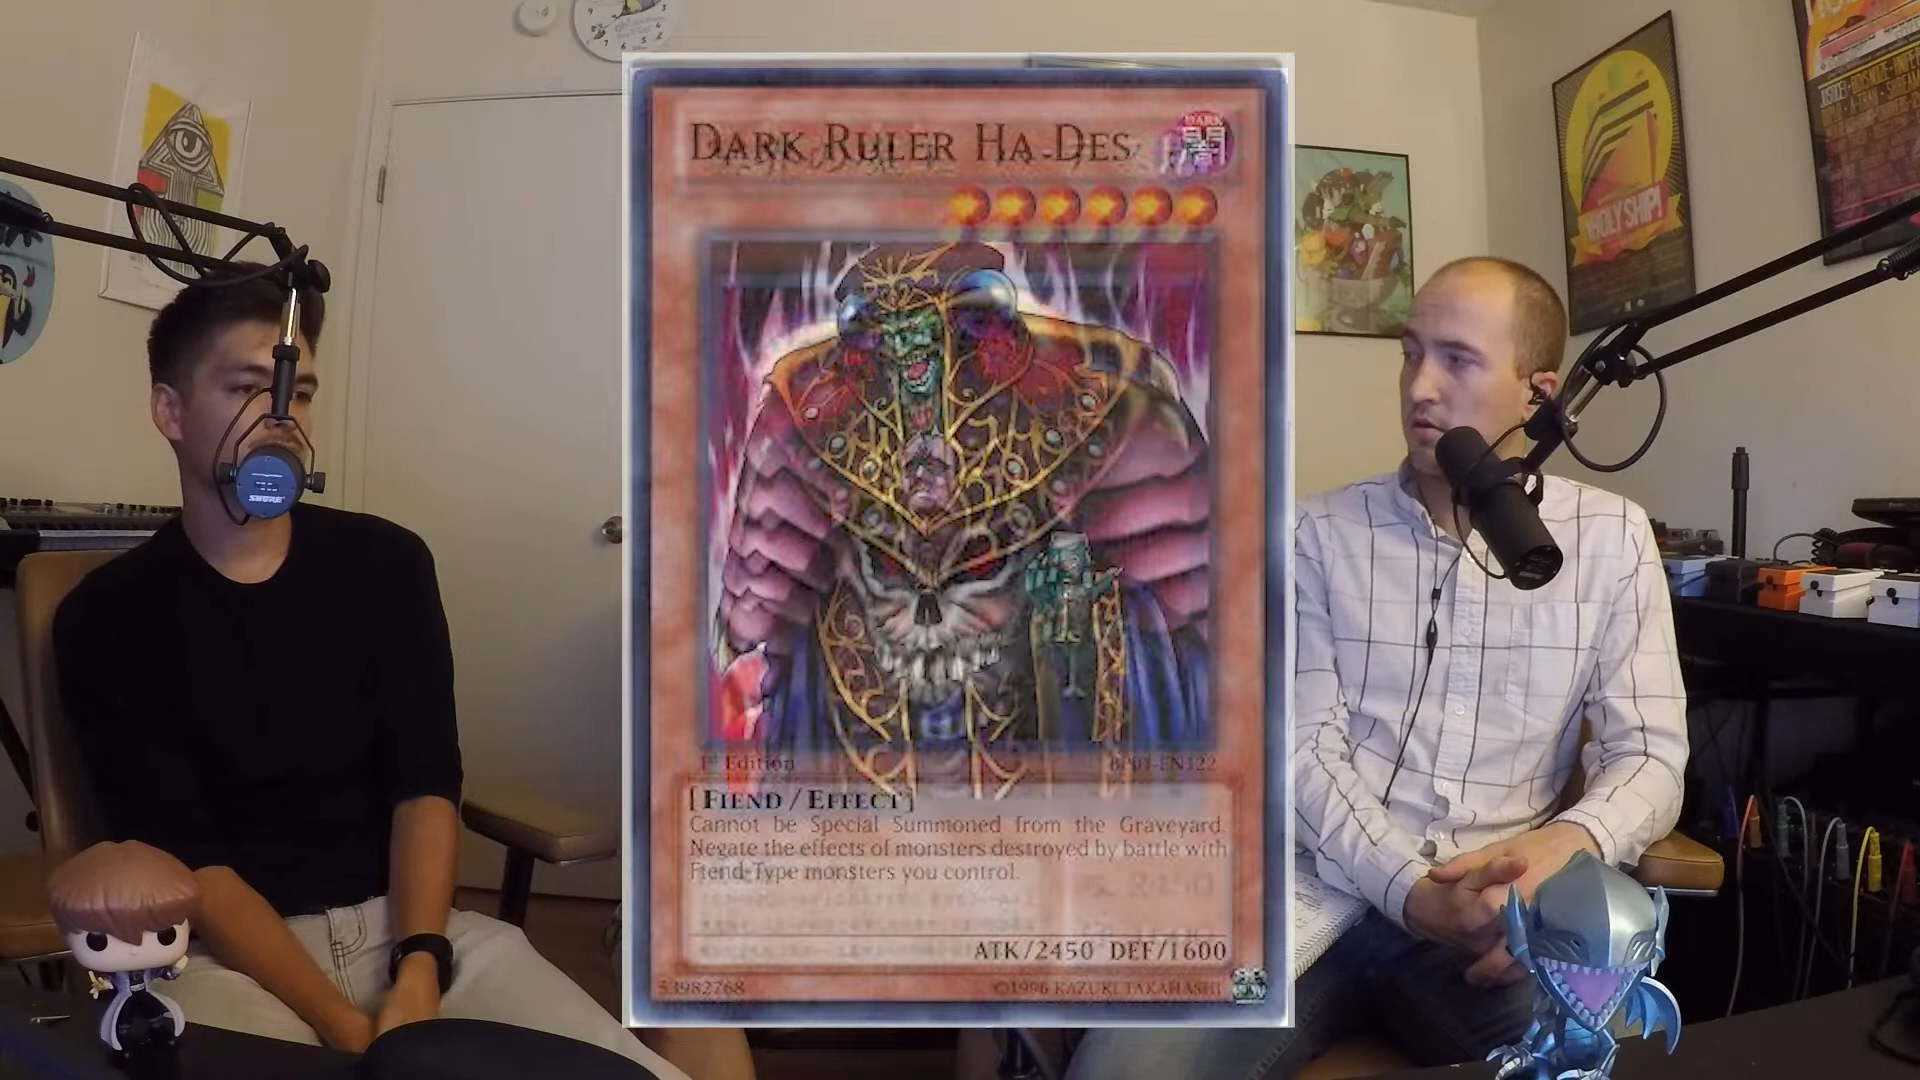 DARK RULER HA-DES
DARK
1st Edition
BP01-EN122
[FIEND / EFFECT]
Cannot be Special Summoned from the Graveyard.
Negate the effects of monsters destroyed by battle with
Fiend-Type monsters you control.
ATK/2450 DEF/1600
53982768
©1996 KAZUKI TAKAHASHI
SHURE
HOLY SHIP!